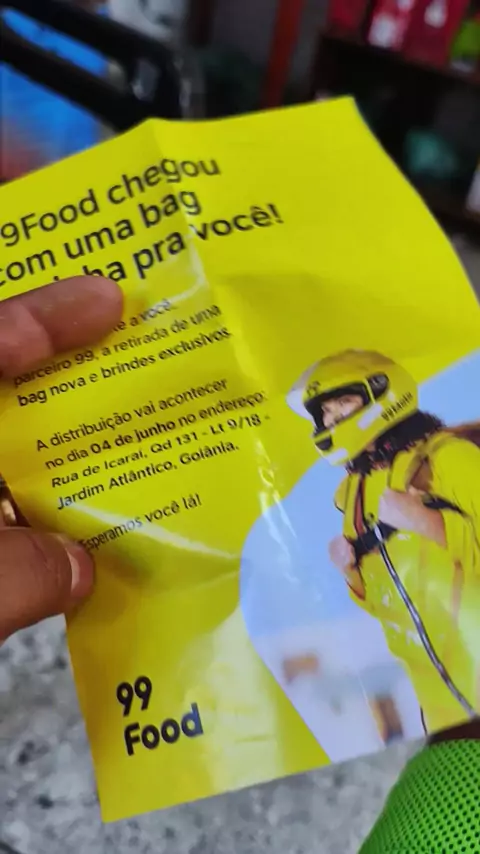 9Food chegou
com uma bag
pra você!
te a você,
parceiro 99, a retirada de uma
bag nova e brindes exclusivos.
A distribuição vai acontecer
no dia 04 de junho no endereço:
Rua de Icaraí, Qd 131 - Lt 9/18 -
Jardim Atlântico, Goiânia.
Esperamos você lá!
99
Food